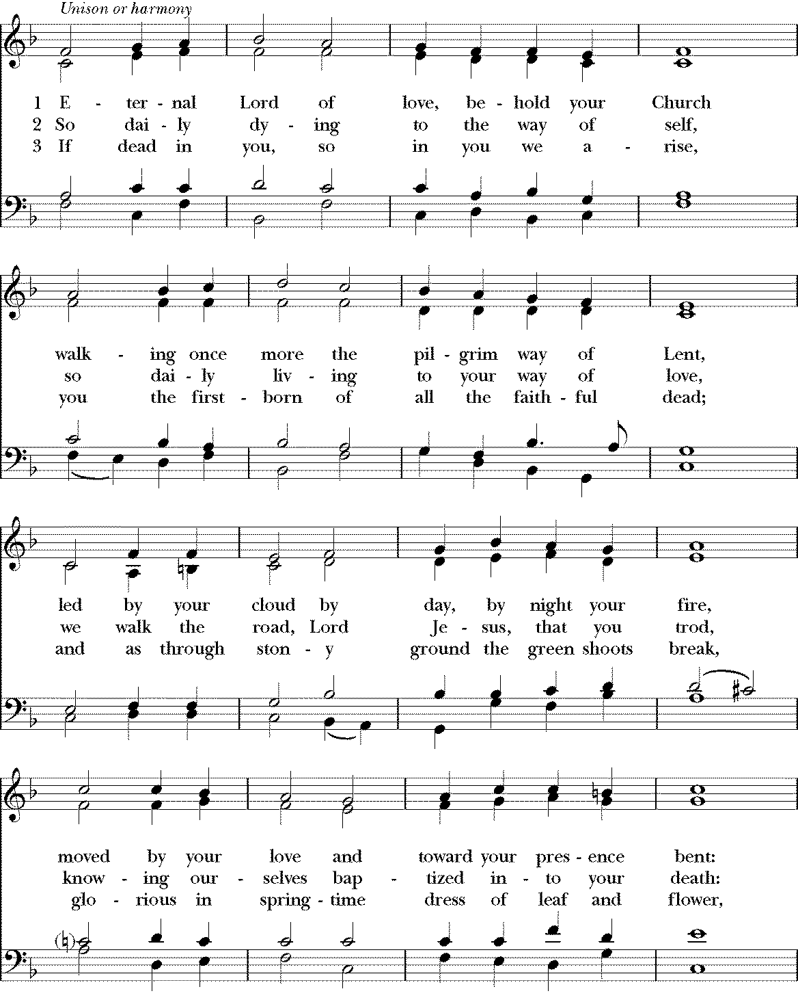 Unison or harmony
1 E - ter - nal Lord of love, be - hold your Church
2 So dai - ly dy - ing to the way of self,
3 If dead in you, so in you we a - rise,
walk - ing once more the pil - grim way of Lent,
so dai - ly liv - ing to your way of love,
you the first - born of all the faith - ful dead;
led by your cloud by day, by night your fire,
we walk the road, Lord Je - sus, that you trod,
and as through ston - y ground the green shoots break,
moved by your love and toward your pres - ence bent:
know - ing our - selves bap - tized in - to your death:
glo - rious in spring - time dress of leaf and flower,